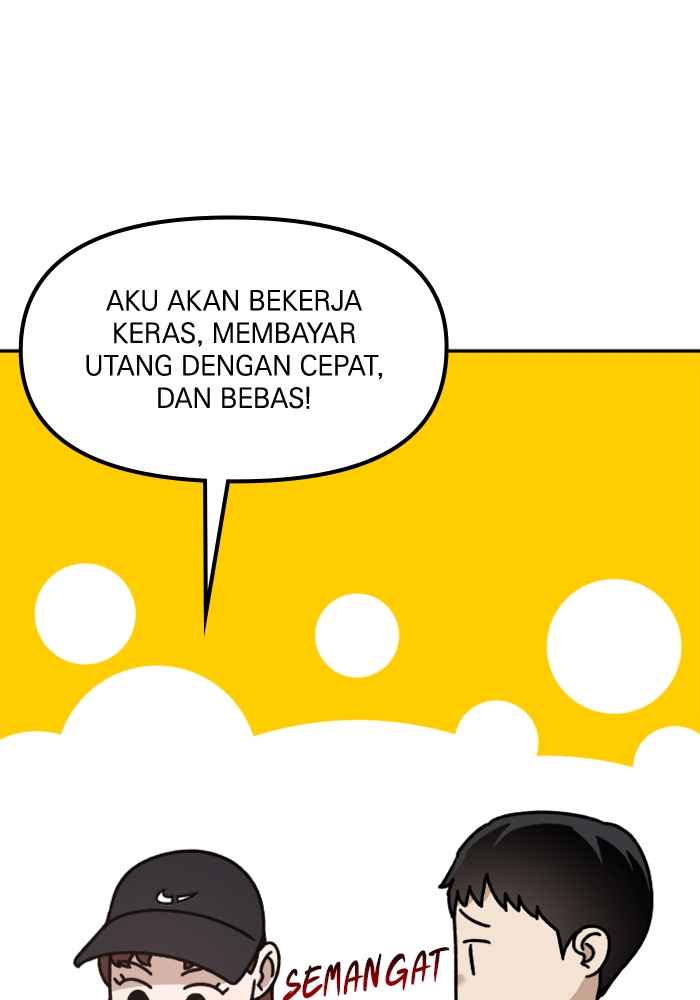 AKU AKAN BEKERJA
KERAS, MEMBAYAR
UTANG DENGAN CEPAT,
DAN BEBAS!
SEMANGAT